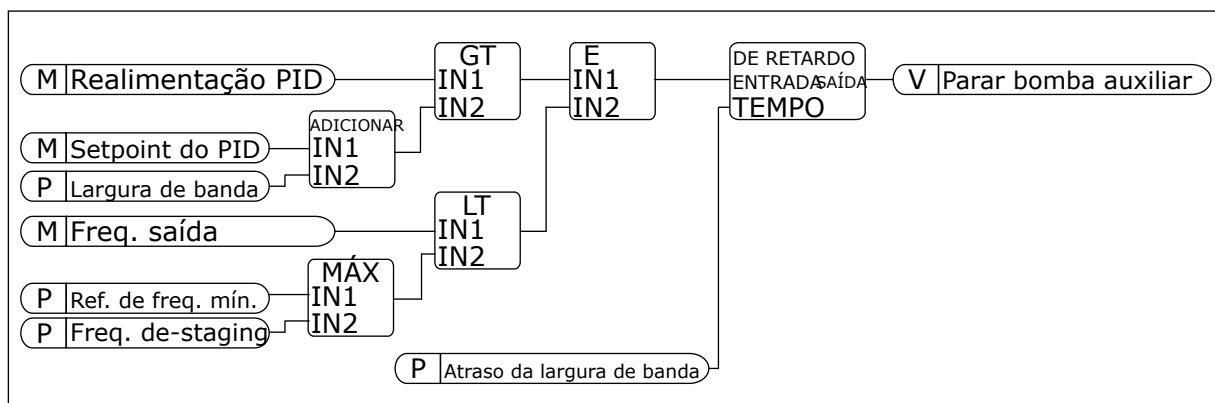 M Realimentação PID
GT
IN1
IN2
E
IN1
IN2
DE RETARDO
ENTRADA SAÍDA
TEMPO
V Parar bomba auxiliar
M Setpoint do PID
P Largura de banda
ADICIONAR
IN1
IN2
M Freq. saída
LT
IN1
IN2
P Ref. de freq. mín.
P Freq. de-staging
MÁX
IN1
IN2
P Atraso da largura de banda